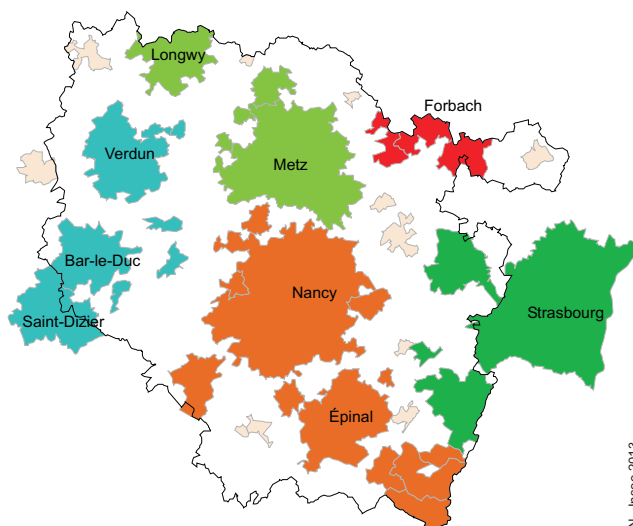 Longwy
Forbach
Verdun
Metz
Bar-le-Duc
Nancy
Strasbourg
Saint-Dizier
Épinal